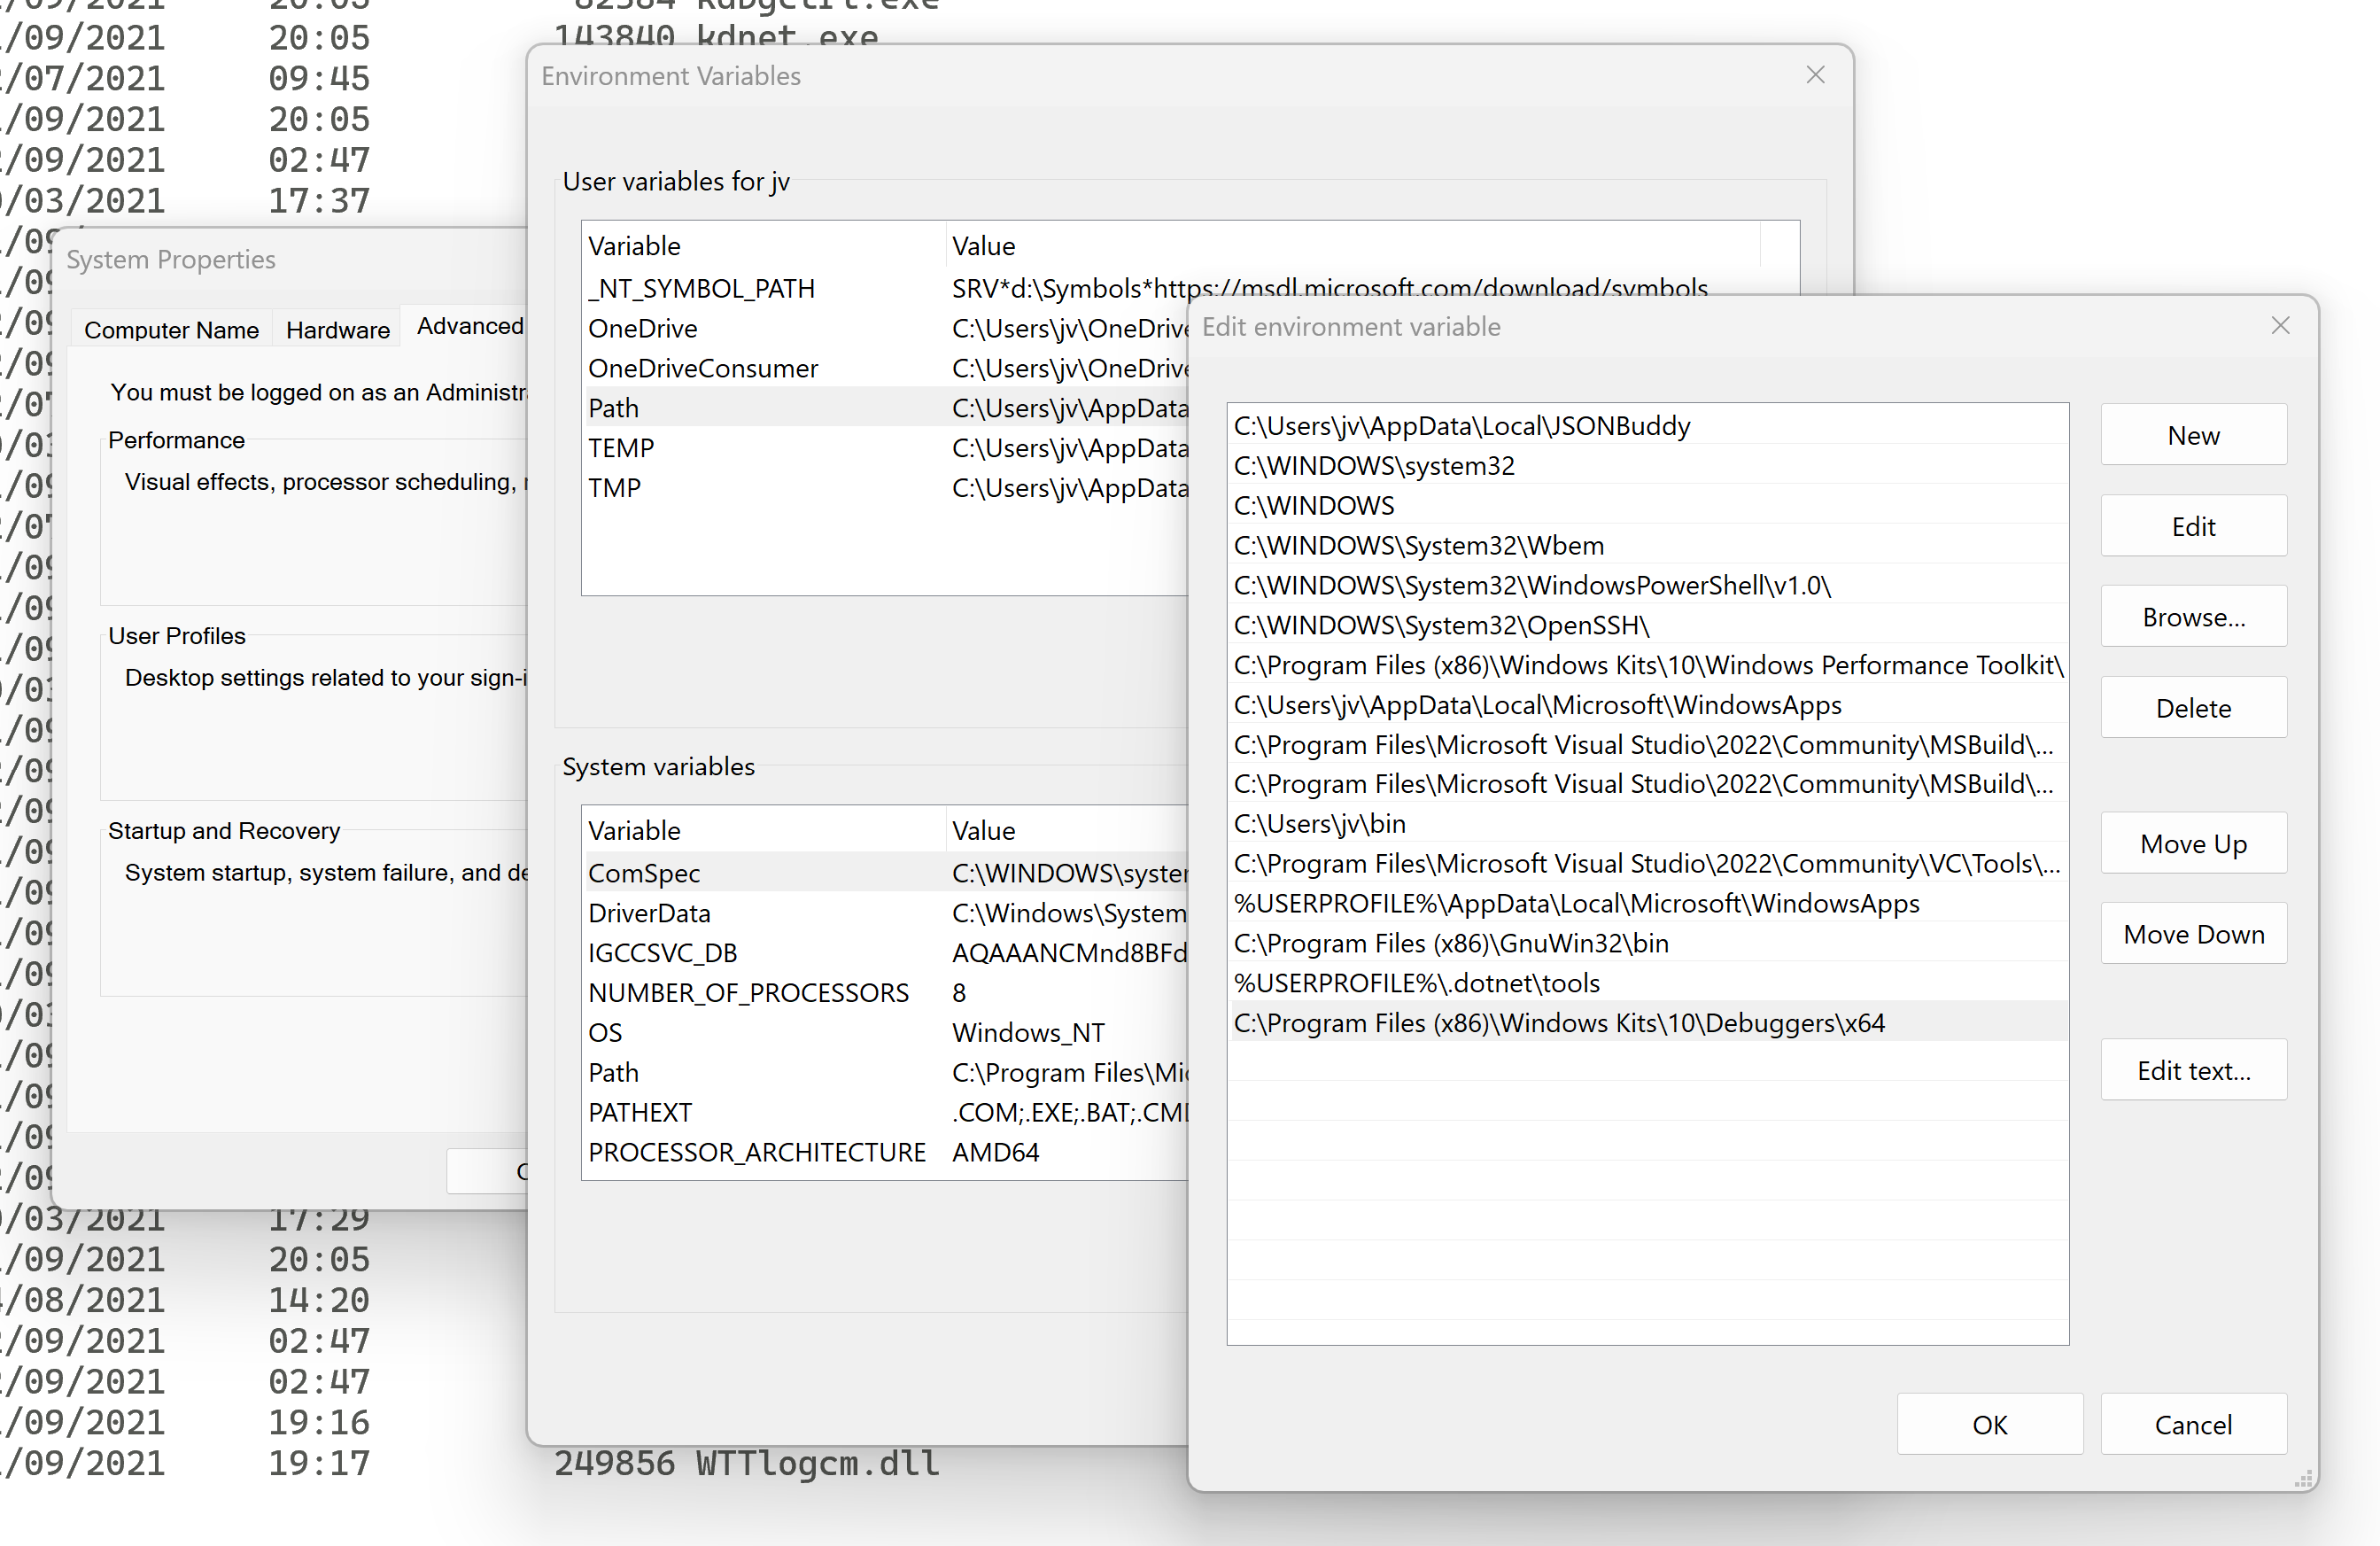 /09/2021 20:05 143840 kdnet.exe
/07/2021 09:45
/09/2021 20:05
/09/2021 02:47
/03/2021 17:37
System Properties
Computer Name Hardware Advanced
You must be logged on as an
Performance
Visual effects, processor scheduling,
User Profiles
Desktop settings related to your
Startup and Recovery
System startup, system failure, and
/03/2021 17:29
/09/2021 20:05
/08/2021 14:20
/09/2021 02:47
/09/2021 02:47
/09/2021 19:16
/09/2021 19:17 249856 WTTlogcm.dll
Environment Variables
User variables for jv
Variable Value
_NT_SYMBOL_PATH SRV*d:\Symbols*https://msdl.microsoft.com/download/symbols
OneDrive C:\Users\jv\OneDrive
OneDriveConsumer C:\Users\jv\OneDrive
Path C:\Users\jv\AppData
TEMP C:\Users\jv\AppData
TMP C:\Users\jv\AppData
System variables
Variable Value
ComSpec C:\WINDOWS\system
DriverData C:\Windows\System
IGCCSVC_DB AQAAANCMnd8BFd
NUMBER_OF_PROCESSORS 8
OS Windows_NT
Path C:\Program Files\Mic
PATHEXT .COM;.EXE;.BAT;.CMD
PROCESSOR_ARCHITECTURE AMD64
Edit environment variable
C:\Users\jv\AppData\Local\JSONBuddy
C:\WINDOWS\system32
C:\WINDOWS
C:\WINDOWS\System32\Wbem
C:\WINDOWS\System32\WindowsPowerShell\v1.0\
C:\WINDOWS\System32\OpenSSH\
C:\Program Files (x86)\Windows Kits\10\Windows Performance Toolkit\
C:\Users\jv\AppData\Local\Microsoft\WindowsApps
C:\Program Files\Microsoft Visual Studio\2022\Community\MSBuild\...
C:\Program Files\Microsoft Visual Studio\2022\Community\MSBuild\...
C:\Users\jv\bin
C:\Program Files\Microsoft Visual Studio\2022\Community\VC\Tools\...
%USERPROFILE%\AppData\Local\Microsoft\WindowsApps
C:\Program Files (x86)\GnuWin32\bin
%USERPROFILE%\.dotnet\tools
C:\Program Files (x86)\Windows Kits\10\Debuggers\x64
New
Edit
Browse...
Delete
Move Up
Move Down
Edit text...
OK Cancel